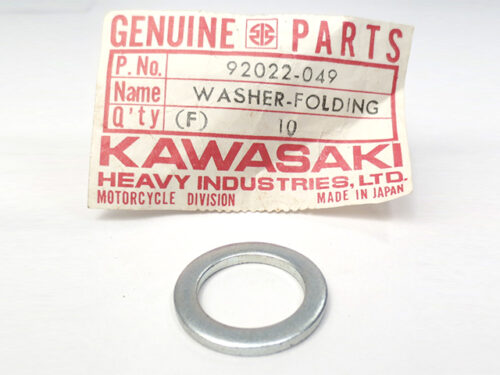 GENUINE PARTS
P. No. 92022-049
Name WASHER-FOLDING
Q'ty (F) 10
KAWASAKI
HEAVY INDUSTRIES, LTD.
MOTORCYCLE DIVISION MADE IN JAPAN